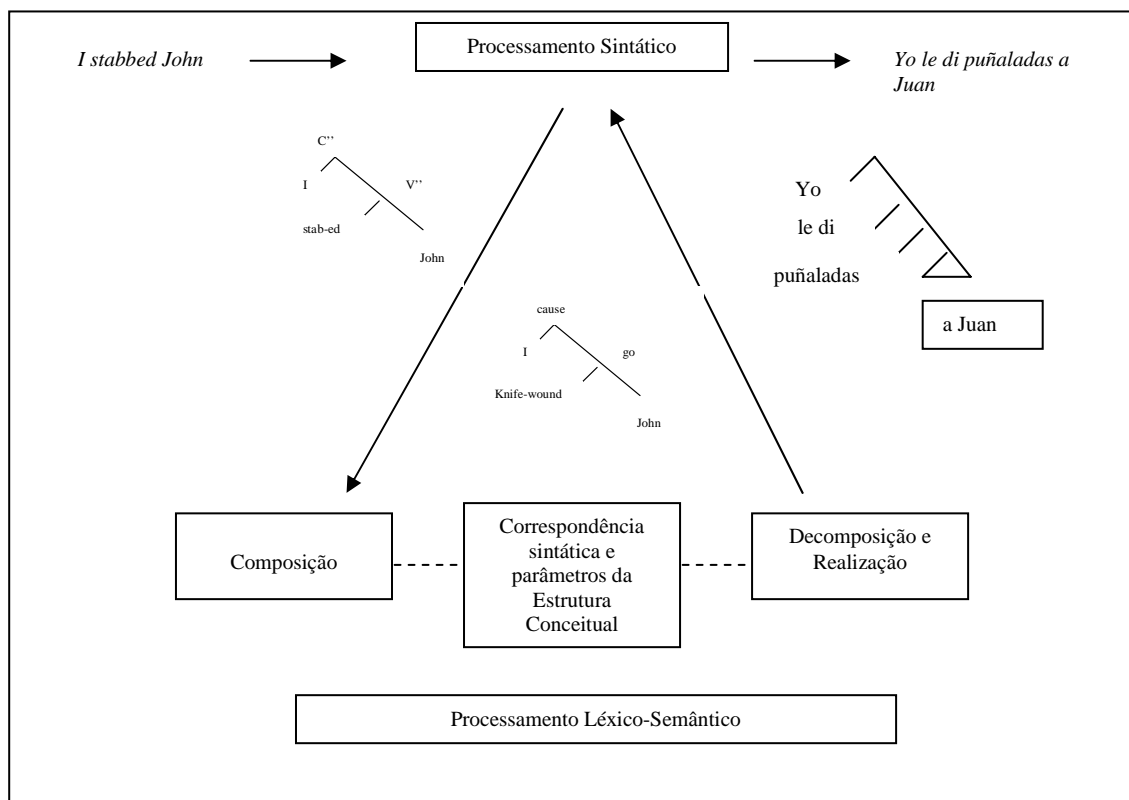 I stabbed John
Processamento Sintático
Yo le di puñaladas a
Juan
C’’
I
V’’
stab-ed
John
Yo
le di
puñaladas
a Juan
cause
I
go
Knife-wound
John
Composição
Correspondência
sintática e
parâmetros da
Estrutura
Conceitual
Decomposição e
Realização
Processamento Léxico-Semântico